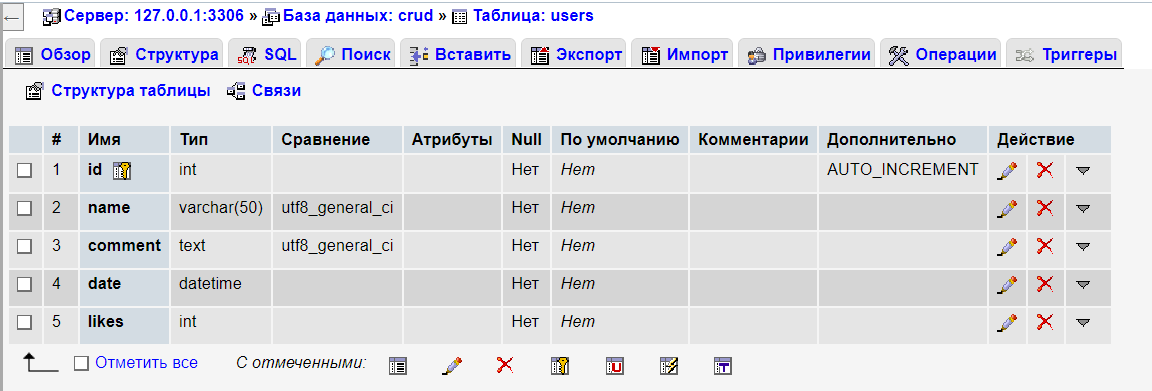 ← Сервер: 127.0.0.1:3306 » База данных: crud » Таблица: users
Обзор Структура SQL Поиск Вставить Экспорт Импорт Привилегии Операции Триггеры
Структура таблицы Связи
# Имя Тип Сравнение Атрибуты Null По умолчанию Комментарии Дополнительно Действие
1 id int Нет Нет AUTO_INCREMENT
2 name varchar(50) utf8_general_ci Нет Нет
3 comment text utf8_general_ci Нет Нет
4 date datetime Нет Нет
5 likes int Нет Нет
Отметить все С отмеченными: